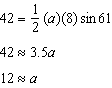 42 = 1/2 (a)(8) sin 61
42 ≈ 3.5a
12 ≈ a